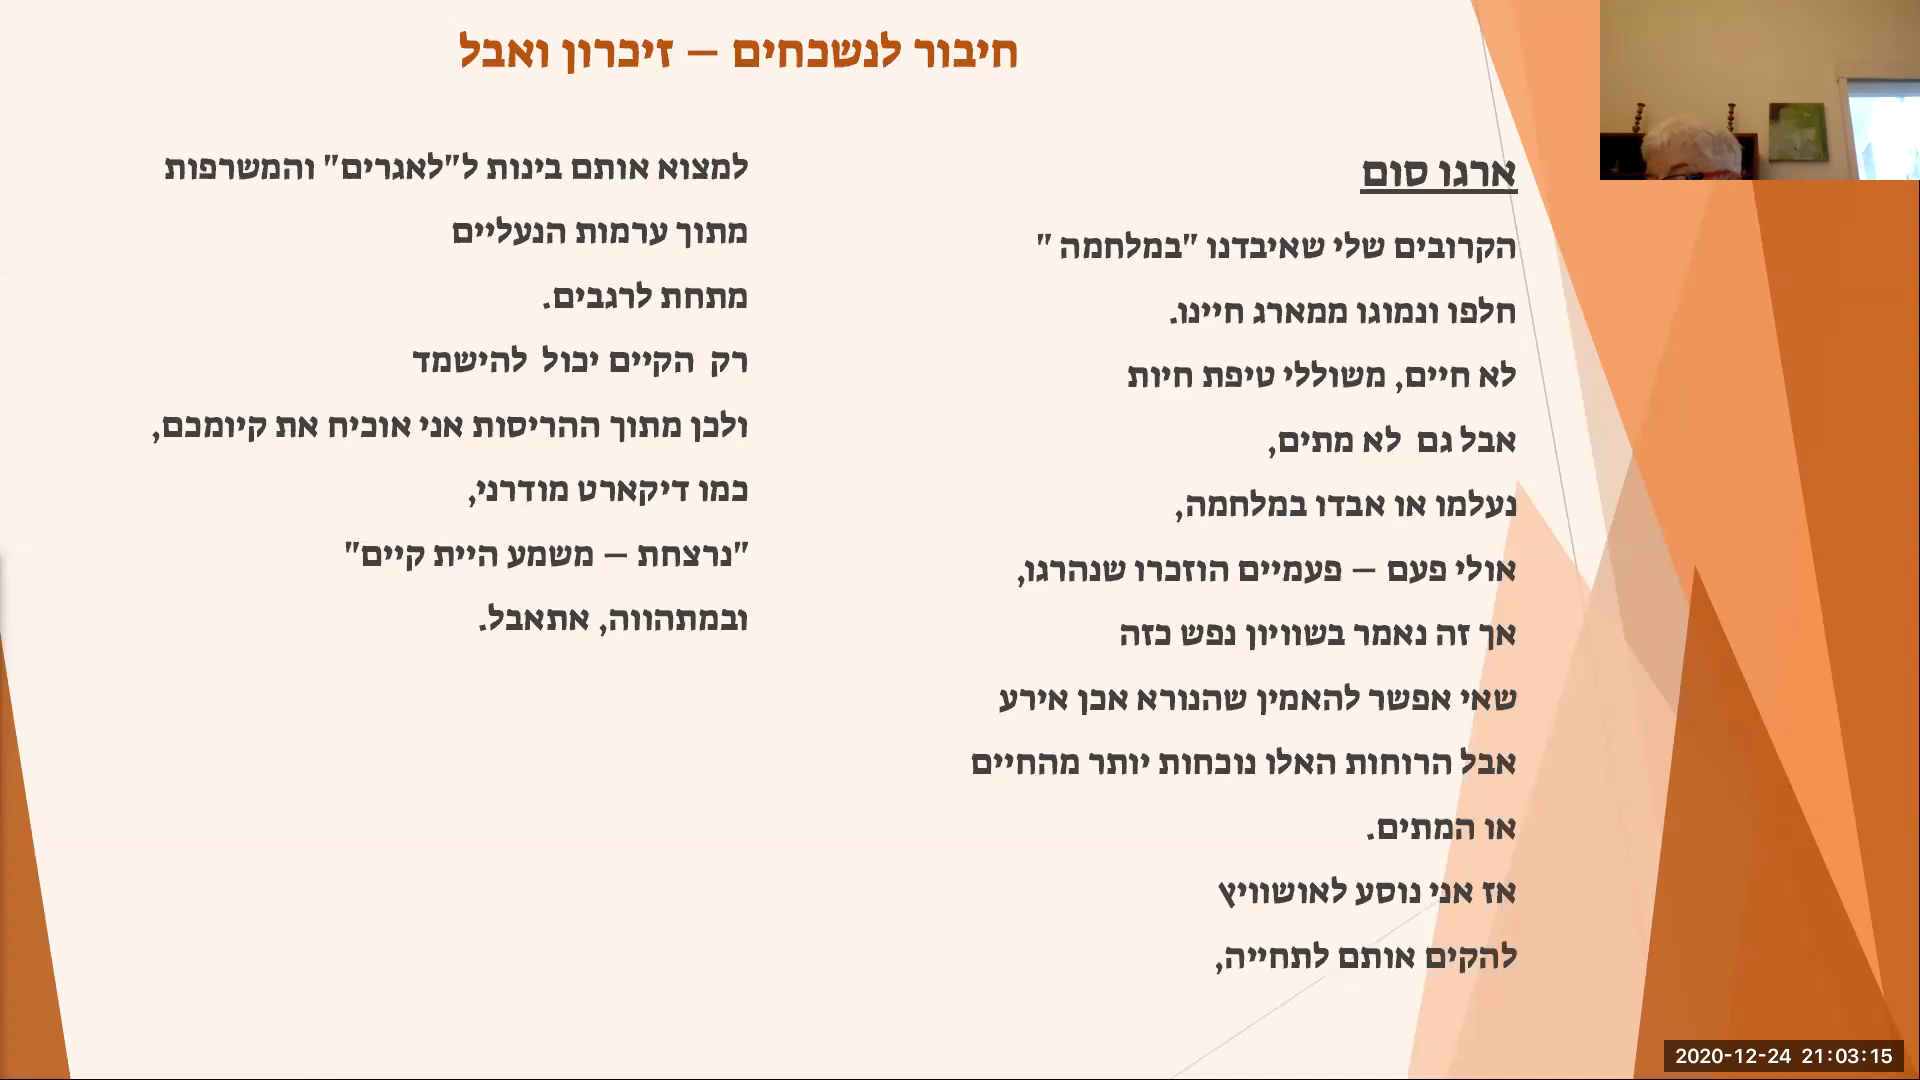 חיבור לנשכחים – זיכרון ואבל
ארגו סום
הקרובים שלי שאיבדנו "במלחמה "
חלפו ונמוגו ממארג חיינו.
לא חיים, משוללי טיפת חיות
אבל גם  לא מתים,
נעלמו או אבדו במלחמה,
אולי פעם – פעמיים הוזכרו שנהרגו,
אך זה נאמר בשוויון נפש כזה
שאי אפשר להאמין שהנורא אכן אירע
אבל הרוחות האלו נוכחות יותר מהחיים
או המתים.
אז אני נוסע לאושוויץ
להקים אותם לתחייה,
למצוא אותם בינות ל"לאגרים" והמשרפות
מתוך ערמות הנעליים
מתחת לרגבים.
רק  הקיים יכול  להישמד
ולכן מתוך ההריסות אני אוכיח את קיומכם,
כמו דיקארט מודרני,
"נרצחת – משמע היית קיים"
ובמתהווה, אתאבל.
2020-12-24 21:03:15